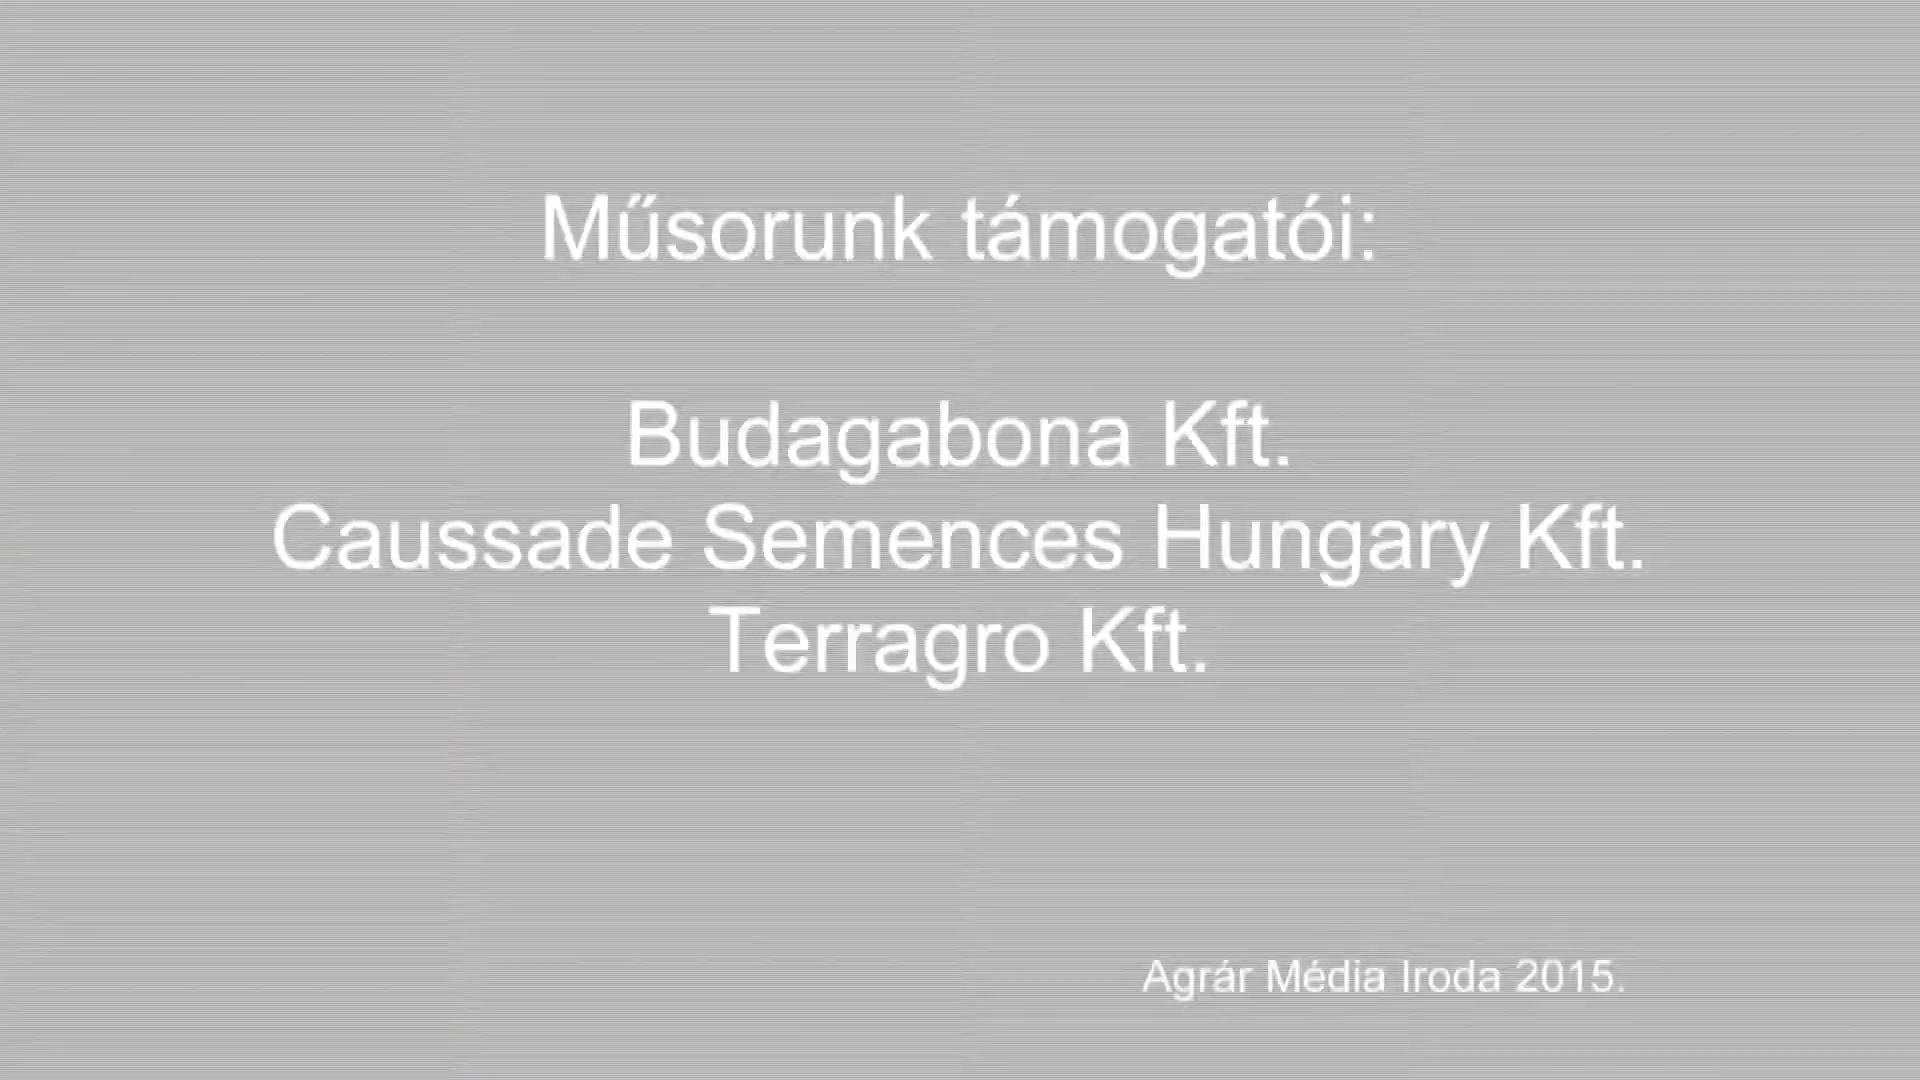 Műsorunk támogatói:
Budagabona Kft.
Caussade Semences Hungary Kft.
Terragro Kft.
Agrár Média Iroda 2015.